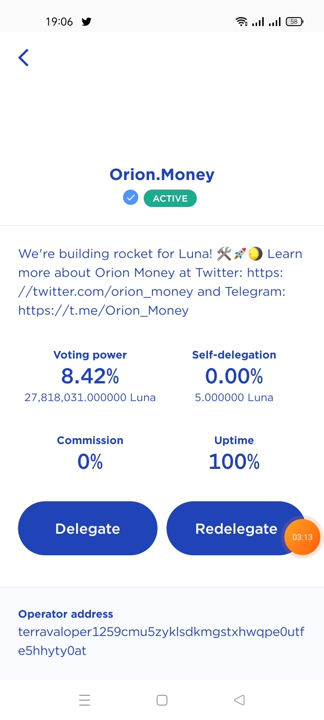 19:06
58
Orion.Money
ACTIVE
We're building rocket for Luna! 🛠🚀🌖 Learn
more about Orion Money at Twitter: https:
//twitter.com/orion_money and Telegram:
https://t.me/Orion_Money
Voting power
Self-delegation
8.42%
0.00%
27,818,031.000000 Luna
5.000000 Luna
Commission
Uptime
0%
100%
Delegate
Redelegate
03:13
Operator address
terravaloper1259cmu5zyklsdkmgstxhwqpe0utf
e5hhyty0at